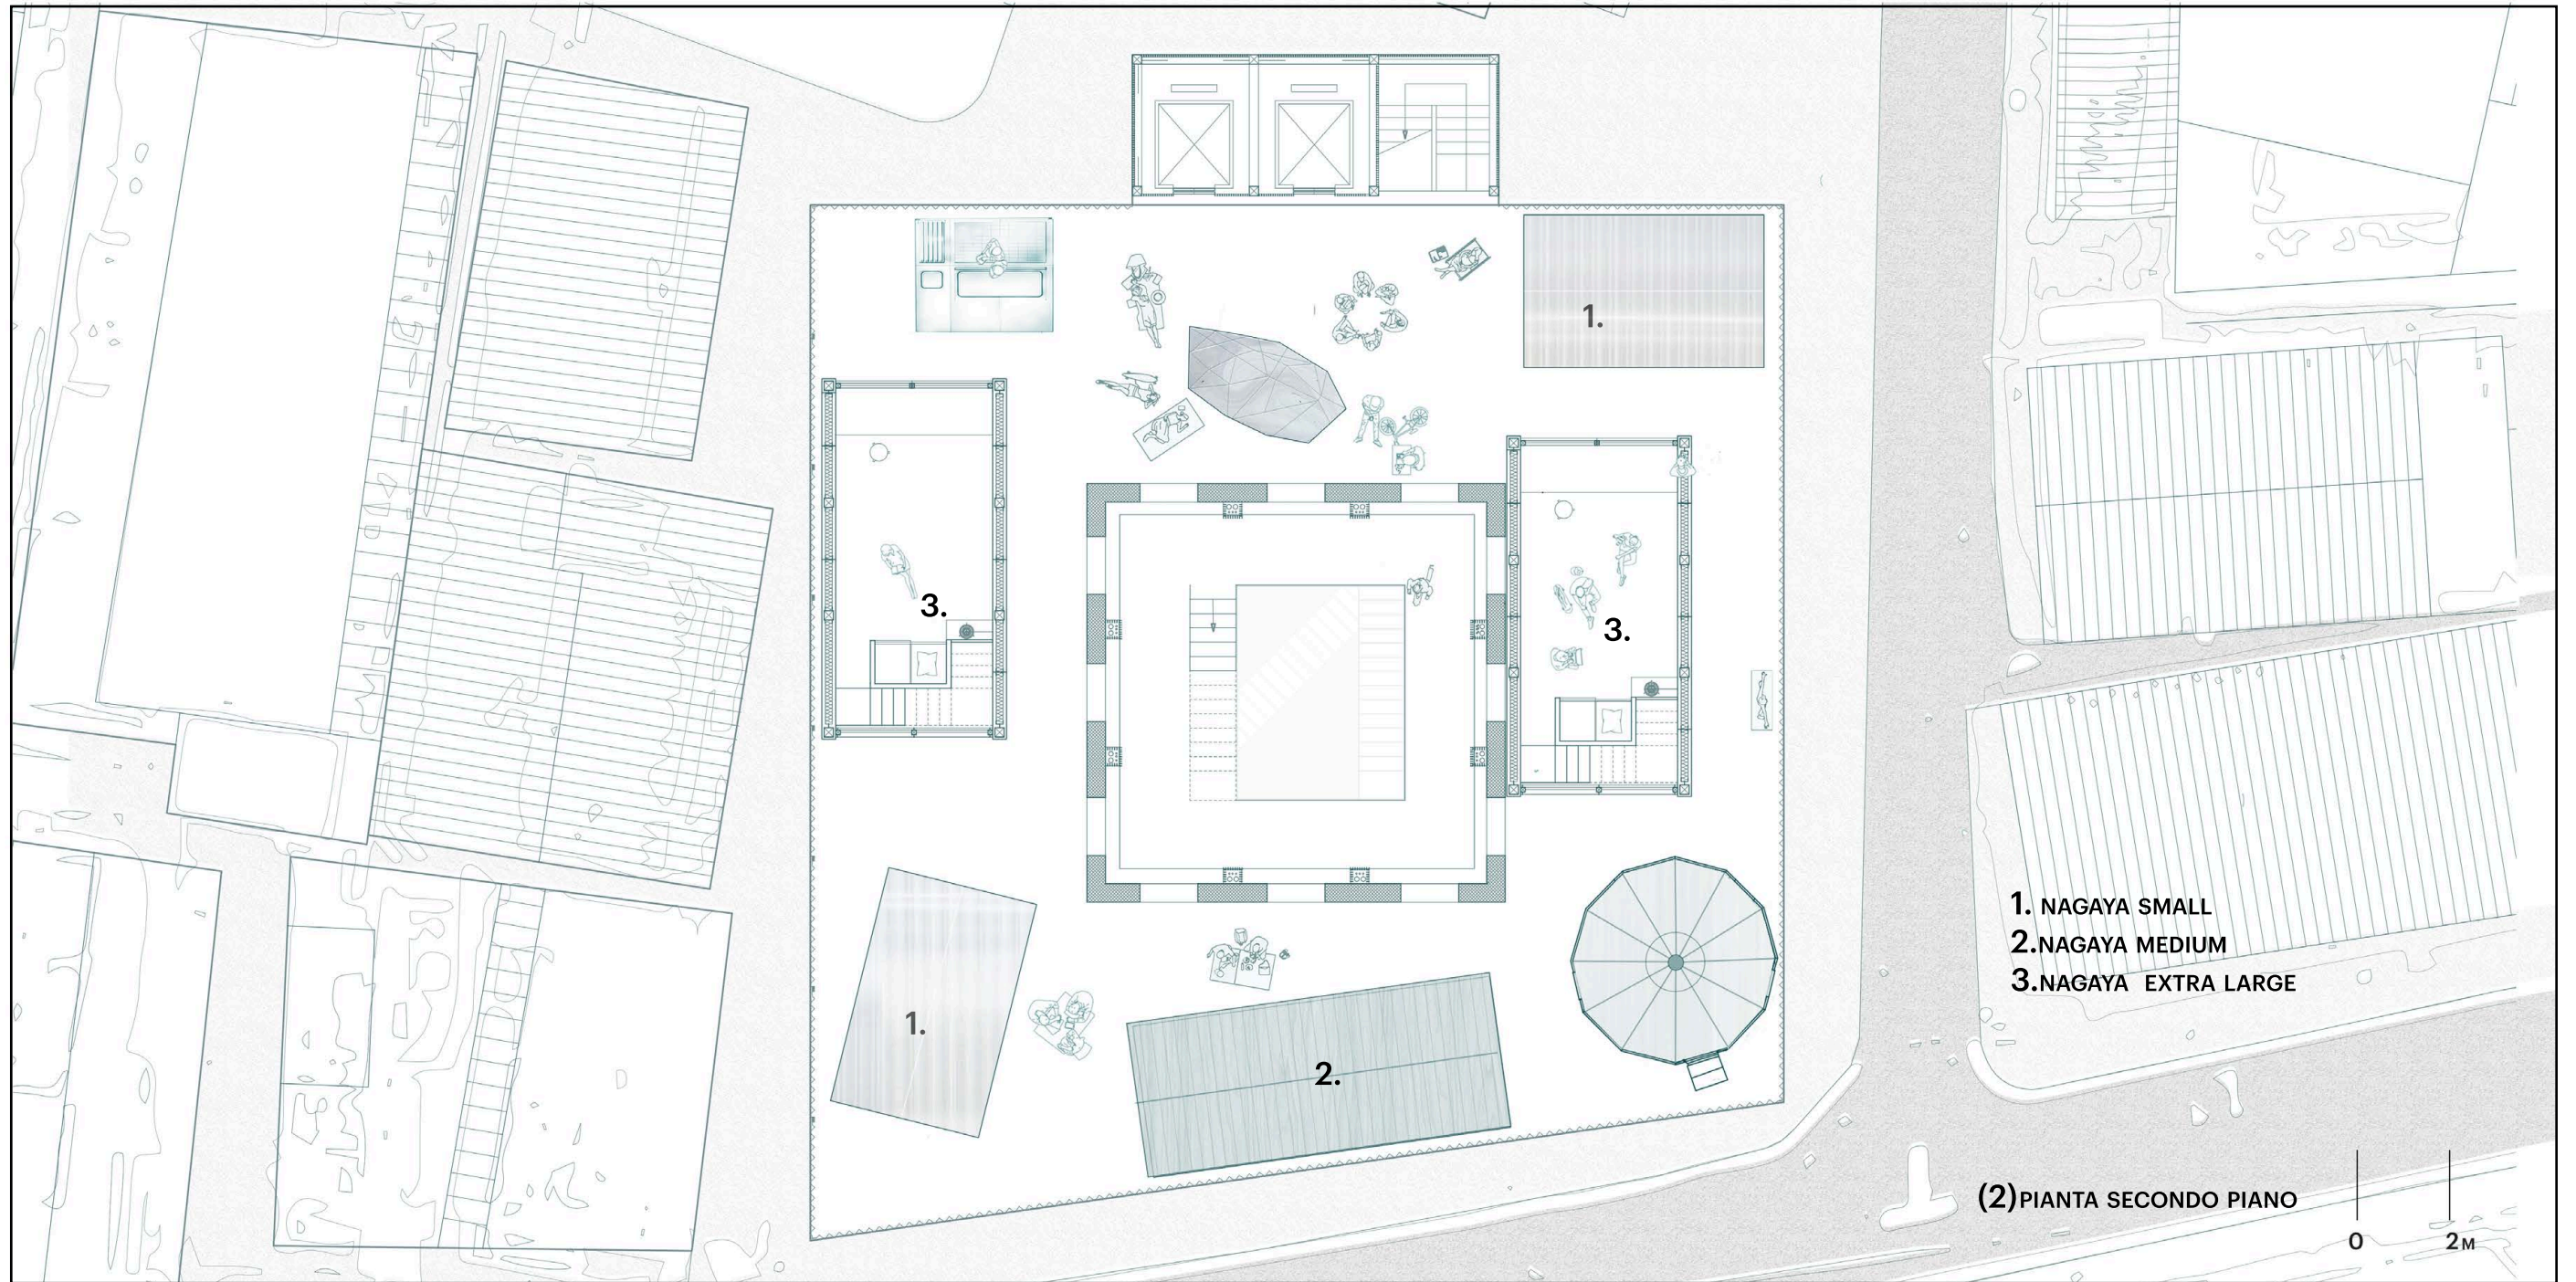 1.
3.
3.
1.
2.
1. NAGAYA SMALL
2.NAGAYA MEDIUM
3.NAGAYA EXTRA LARGE
(2)PIANTA SECONDO PIANO
0 2M